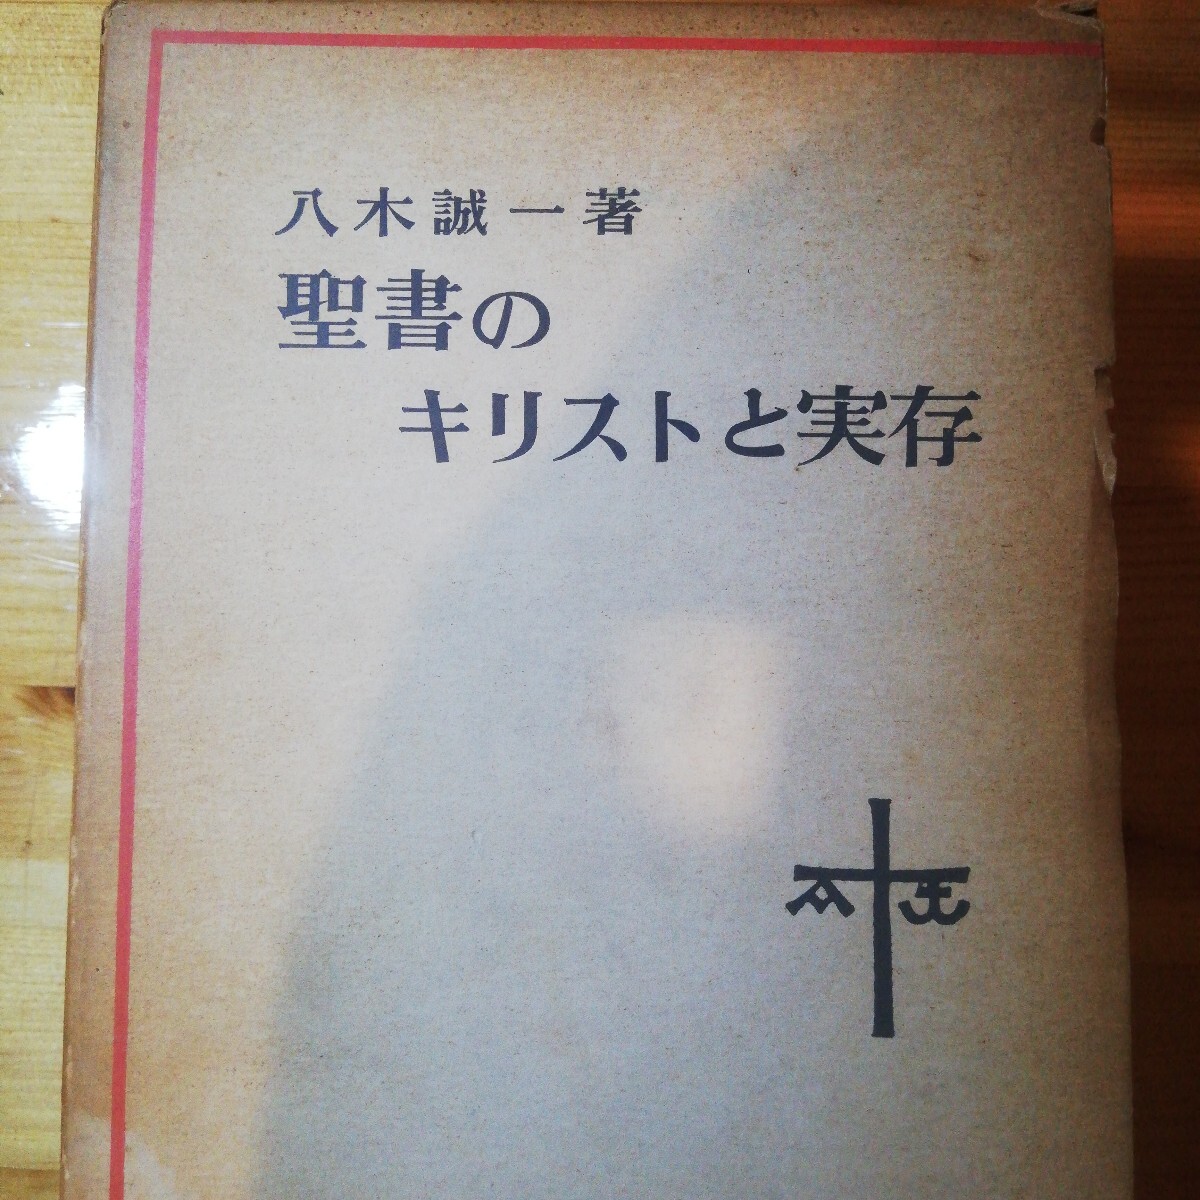 八木誠一著
聖書の
キリストと実存